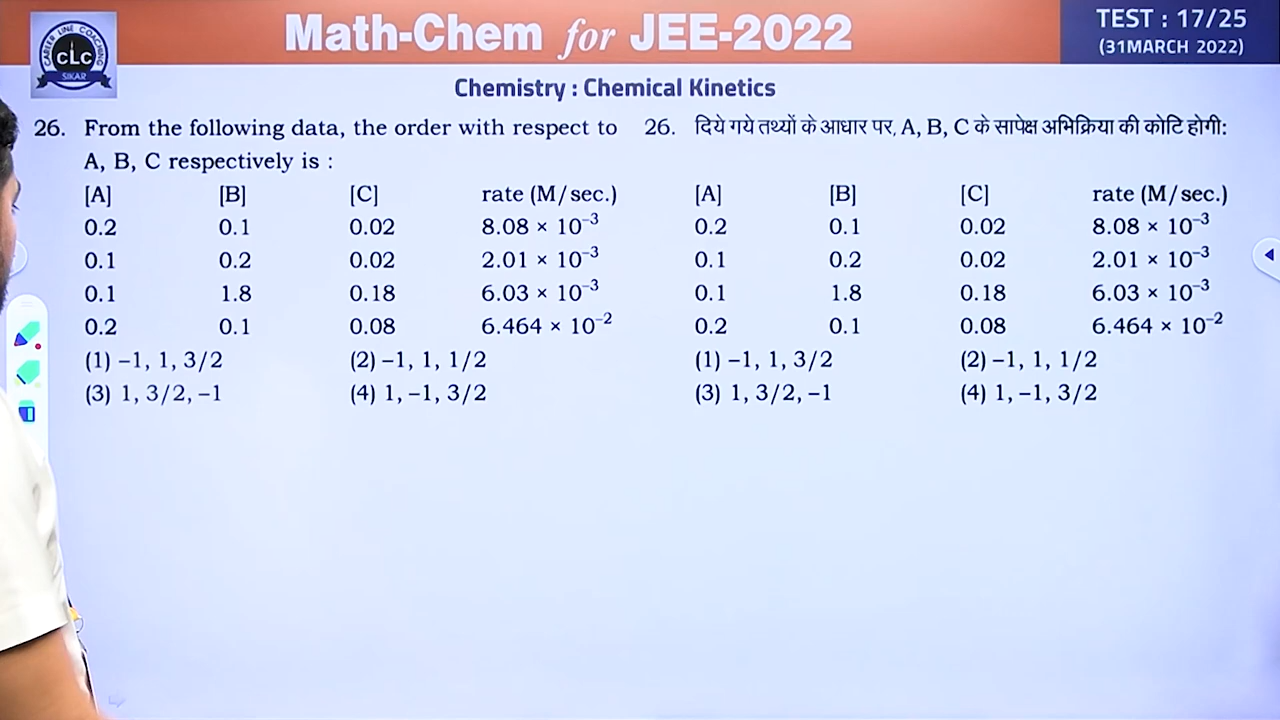 CAREER LINE COACHING
CLC
SIKAR
Math-Chem for JEE-2022
TEST : 17/25
(31MARCH 2022)
Chemistry : Chemical Kinetics
26. From the following data, the order with respect to
A, B, C respectively is :
[A] [B] [C] rate (M/sec.)
0.2 0.1 0.02 8.08 × 10⁻³
0.1 0.2 0.02 2.01 × 10⁻³
0.1 1.8 0.18 6.03 × 10⁻³
0.2 0.1 0.08 6.464 × 10⁻²
(1) –1, 1, 3/2 (2) –1, 1, 1/2
(3) 1, 3/2, –1 (4) 1, –1, 3/2
26. दिये गये तथ्यों के आधार पर, A, B, C के सापेक्ष अभिक्रिया की कोटि होगी:
[A] [B] [C] rate (M/sec.)
0.2 0.1 0.02 8.08 × 10⁻³
0.1 0.2 0.02 2.01 × 10⁻³
0.1 1.8 0.18 6.03 × 10⁻³
0.2 0.1 0.08 6.464 × 10⁻²
(1) –1, 1, 3/2 (2) –1, 1, 1/2
(3) 1, 3/2, –1 (4) 1, –1, 3/2